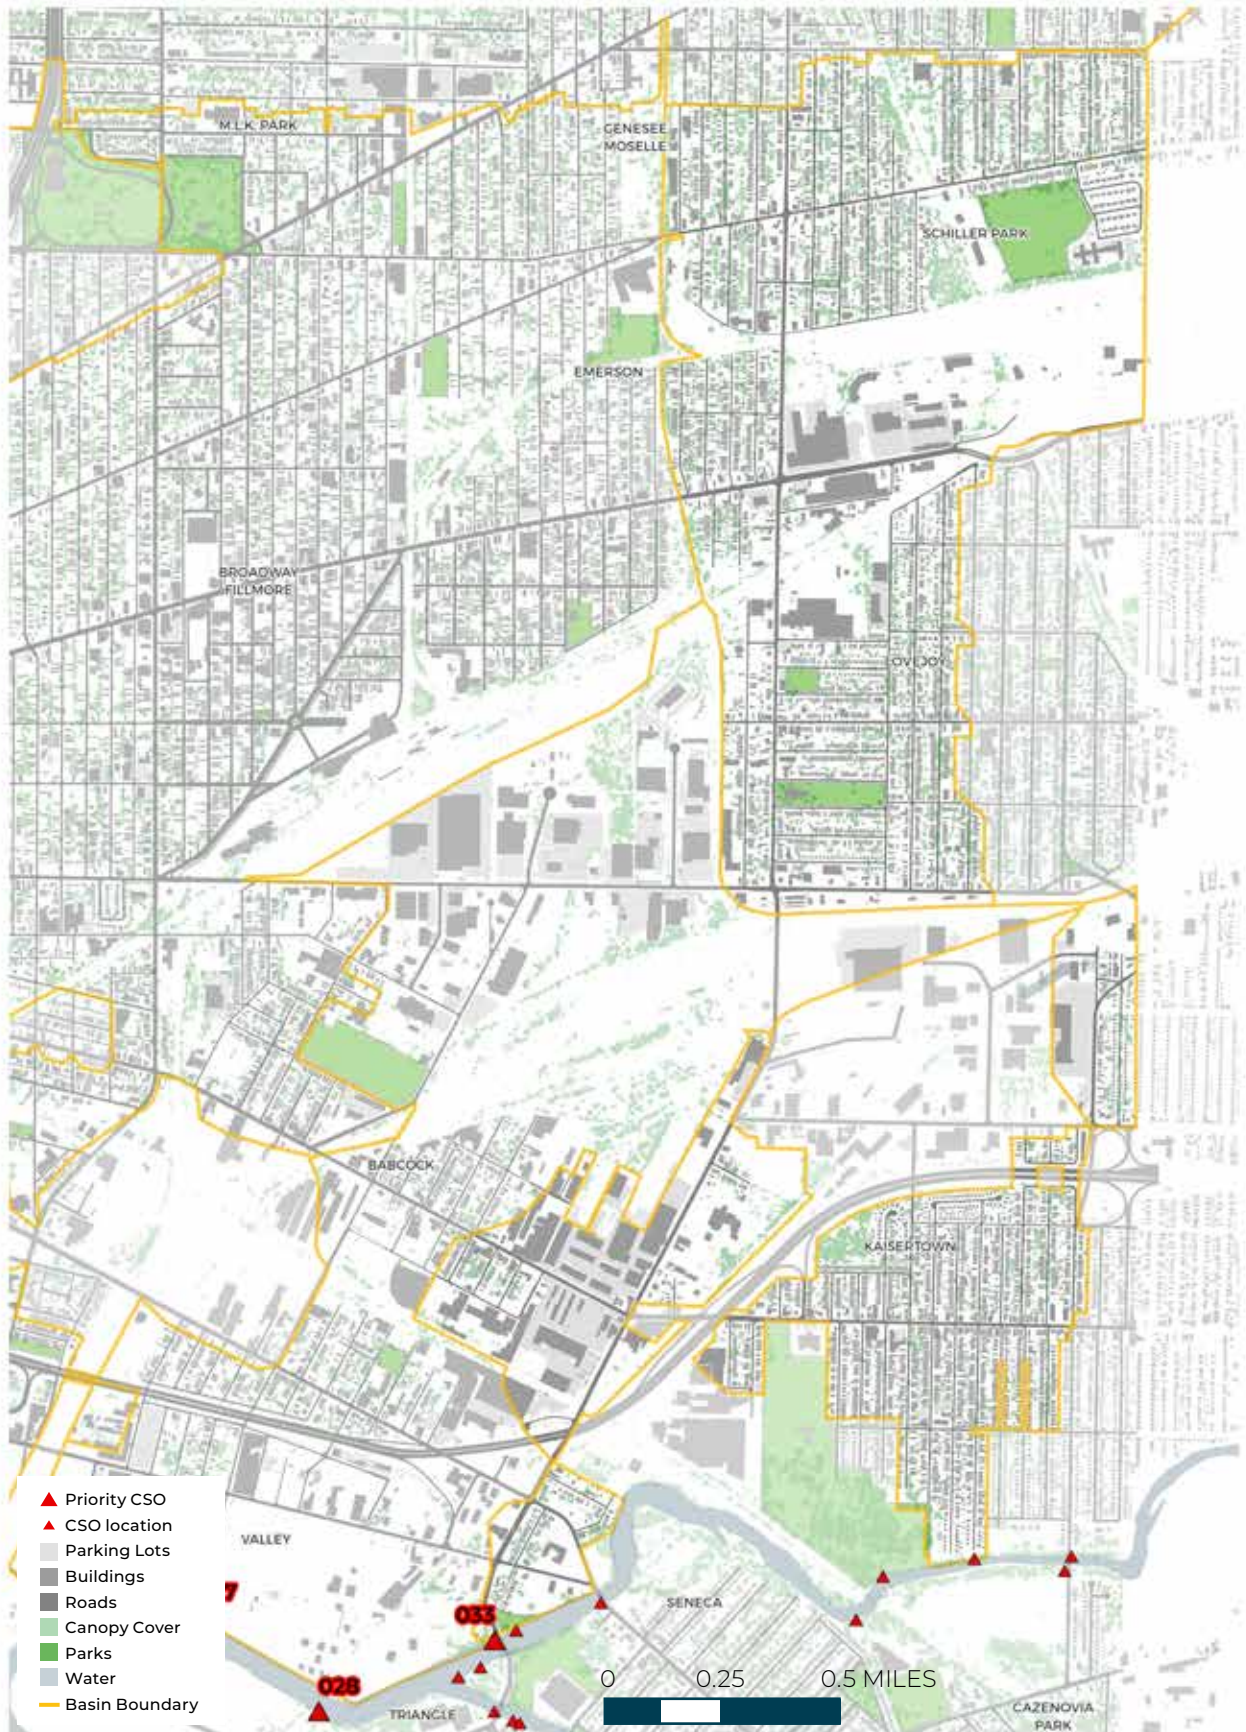 M.L.K. PARK
GENESEE
MOSELLE
SCHILLER PARK
EMERSON
BROADWAY
FILLMORE
LOVEJOY
BABCOCK
KAISERTOWN
Priority CSO
CSO location
Parking Lots
Buildings
Roads
Canopy Cover
Parks
Water
Basin Boundary
VALLEY
7
033
SENECA
028
TRIANGLE
0 0.25 0.5 MILES
CAZENOVIA
PARK